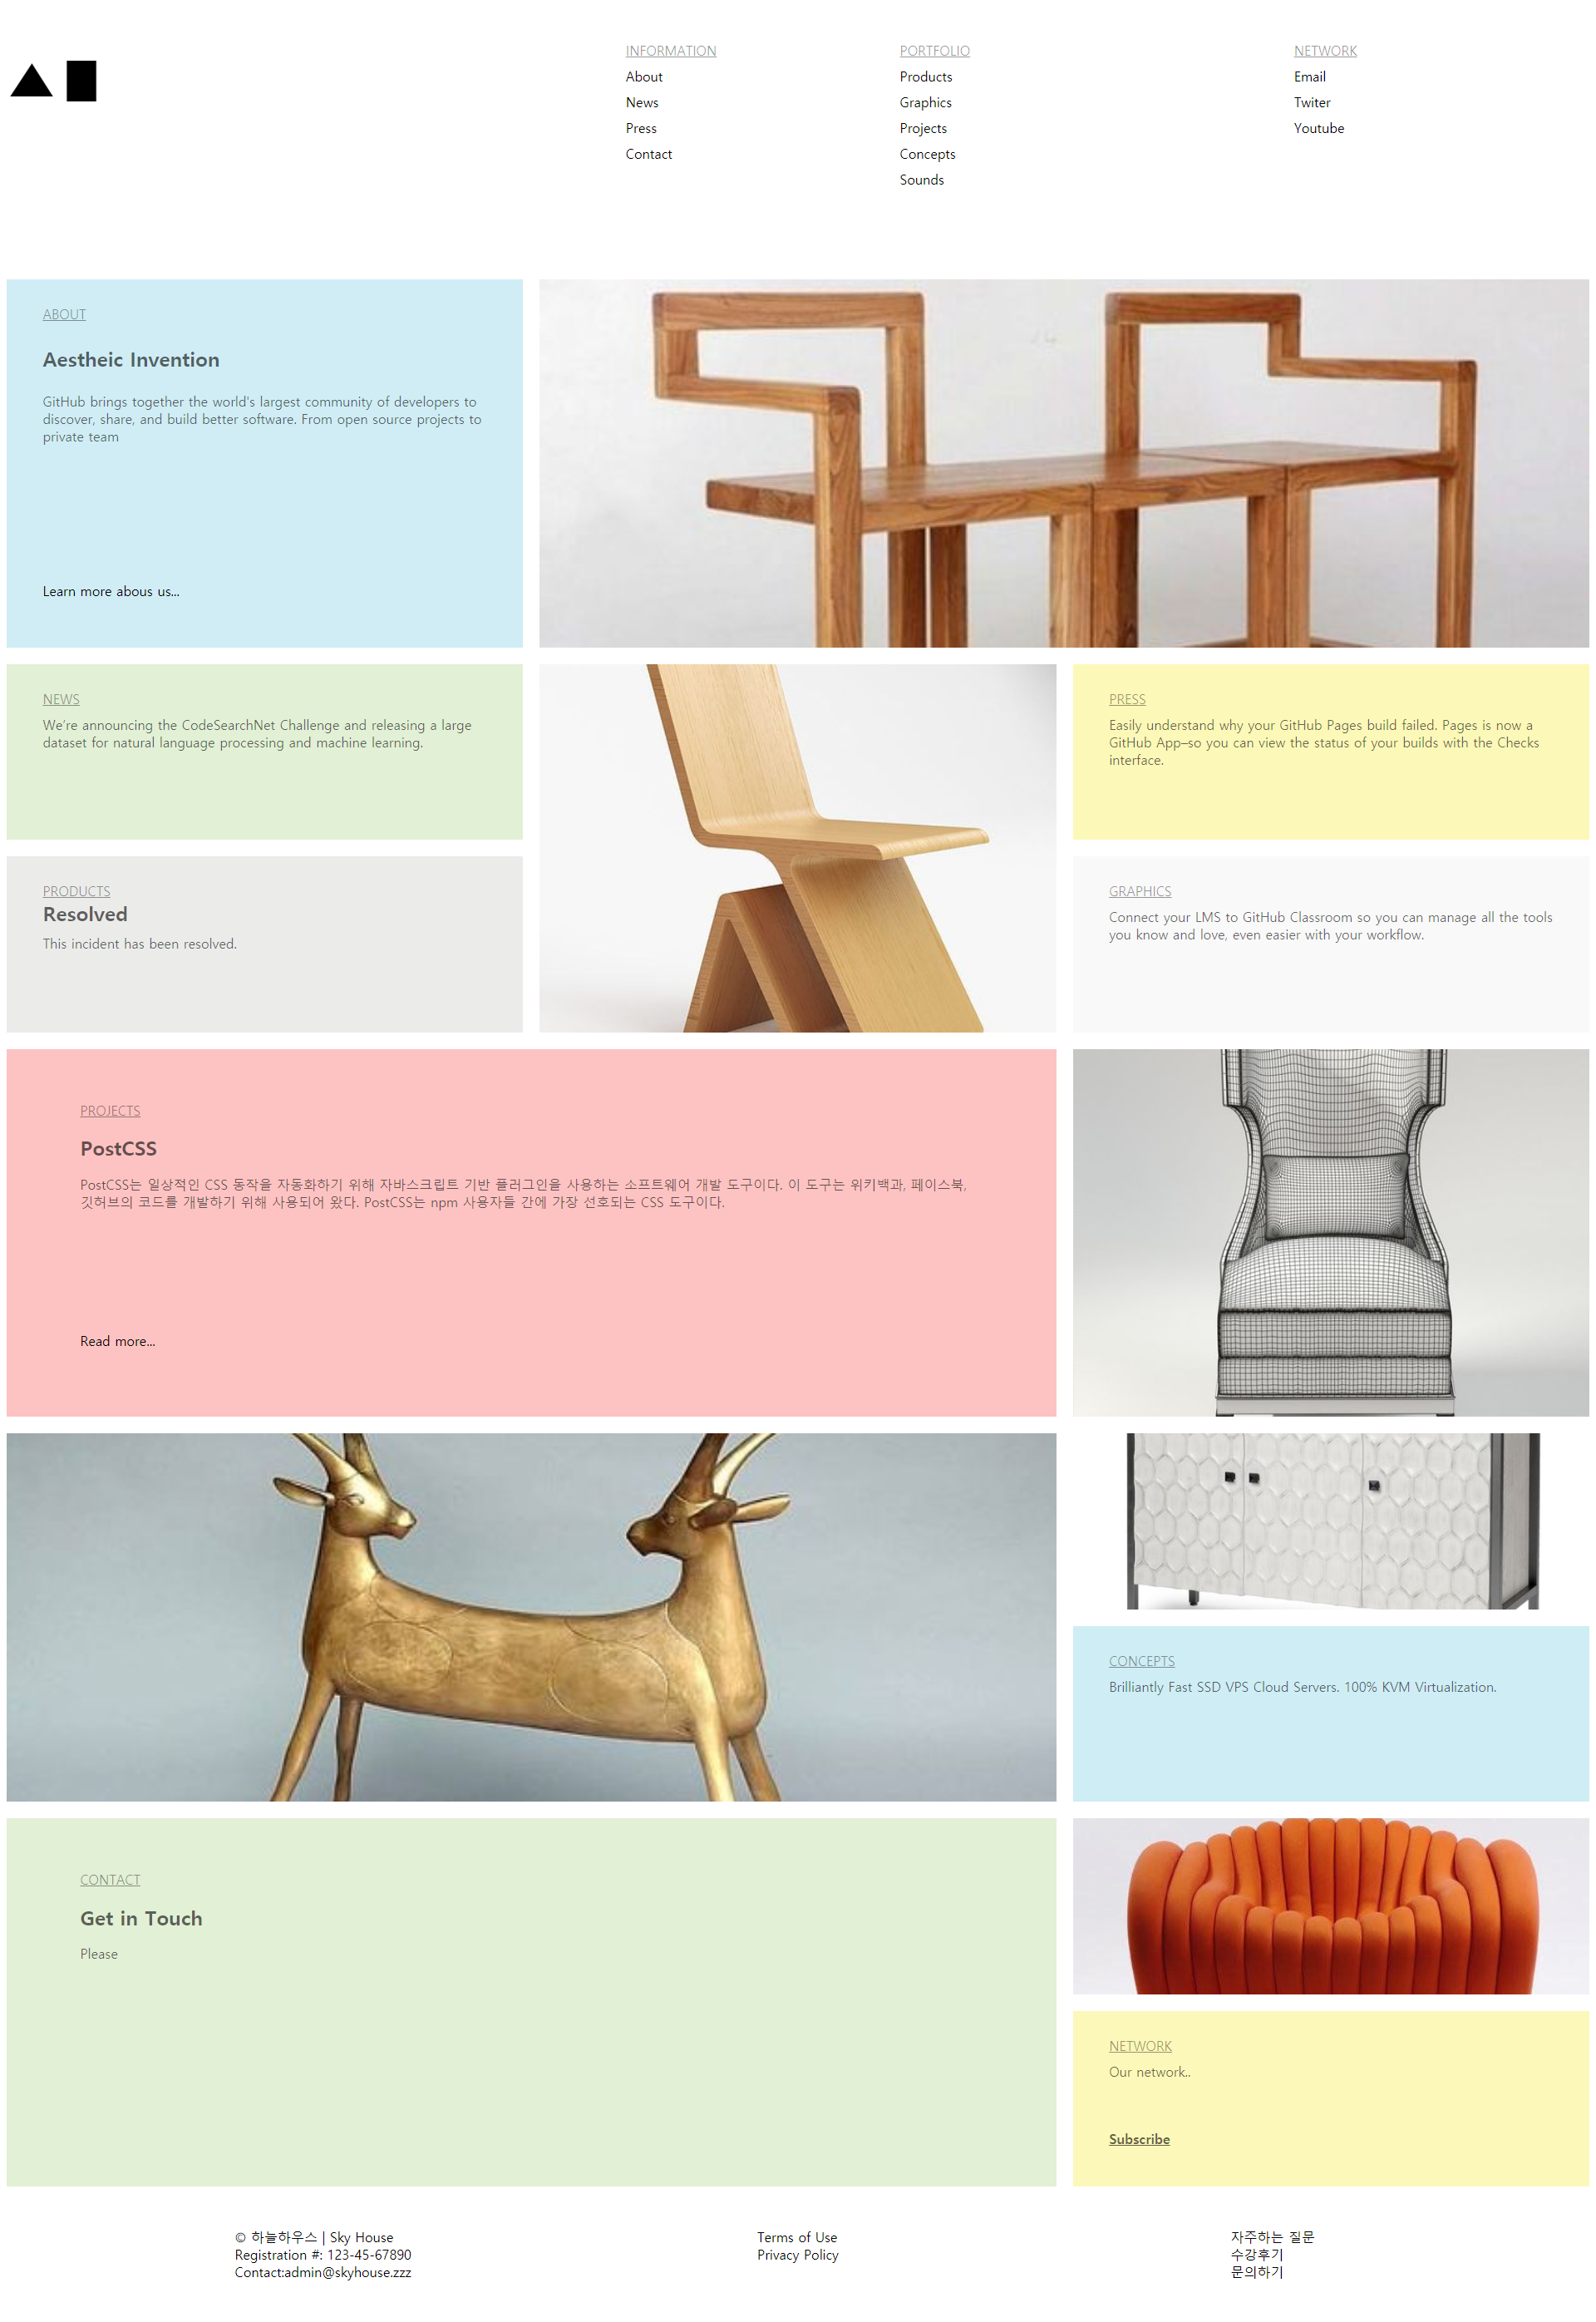 INFORMATION
About
News
Press
Contact
PORTFOLIO
Products
Graphics
Projects
Concepts
Sounds
NETWORK
Email
Twiter
Youtube
ABOUT
Aestheic Invention
GitHub brings together the world's largest community of developers to
discover, share, and build better software. From open source projects to
private team
Learn more abous us...
NEWS
We're announcing the CodeSearchNet Challenge and releasing a large
dataset for natural language processing and machine learning.
PRESS
Easily understand why your GitHub Pages build failed. Pages is now a
GitHub App–so you can view the status of your builds with the Checks
interface.
PRODUCTS
Resolved
This incident has been resolved.
GRAPHICS
Connect your LMS to GitHub Classroom so you can manage all the tools
you know and love, even easier with your workflow.
PROJECTS
PostCSS
PostCSS는 일상적인 CSS 동작을 자동화하기 위해 자바스크립트 기반 플러그인을 사용하는 소프트웨어 개발 도구이다. 이 도구는 위키백과, 페이스북,
깃허브의 코드를 개발하기 위해 사용되어 왔다. PostCSS는 npm 사용자들 간에 가장 선호되는 CSS 도구이다.
Read more...
CONCEPTS
Brilliantly Fast SSD VPS Cloud Servers. 100% KVM Virtualization.
CONTACT
Get in Touch
Please
NETWORK
Our network..
Subscribe
© 하늘하우스 | Sky House
Registration #: 123-45-67890
Contact:admin@skyhouse.zzz
Terms of Use
Privacy Policy
자주하는 질문
수강후기
문의하기